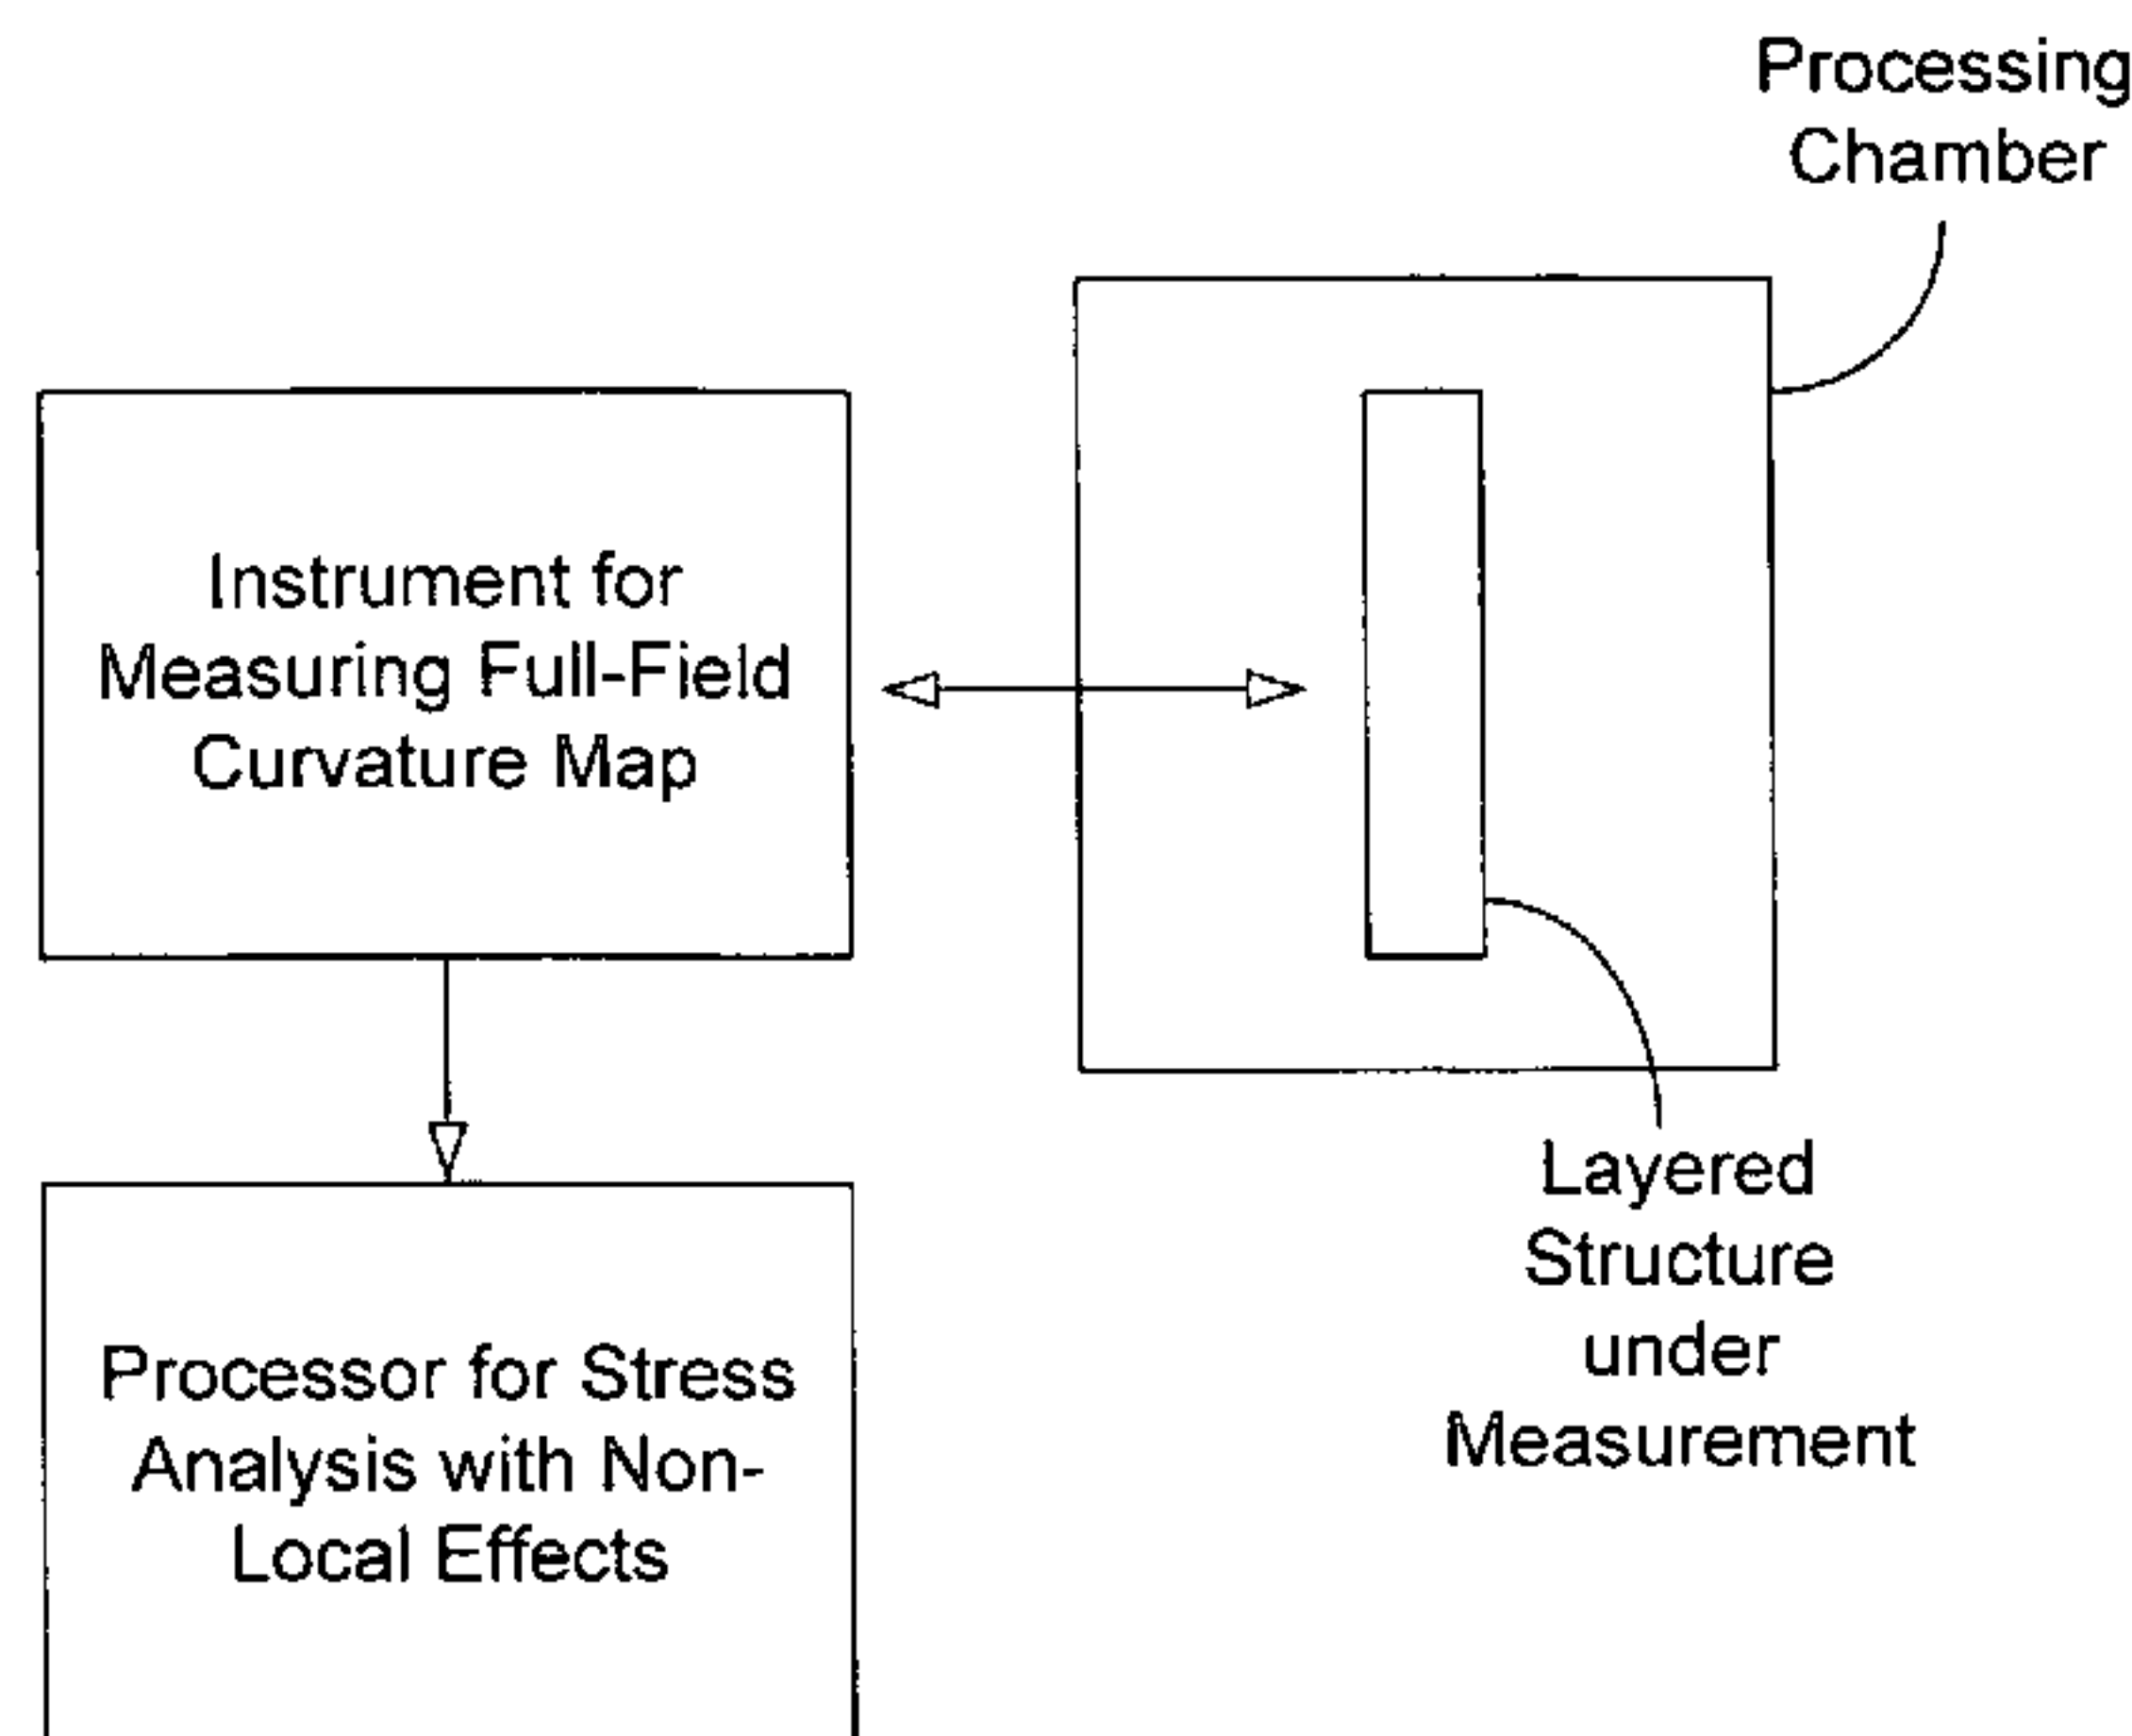 Processing
Chamber
Instrument for
Measuring Full-Field
Curvature Map
Layered
Structure
under
Measurement
Processor for Stress
Analysis with Non-
Local Effects